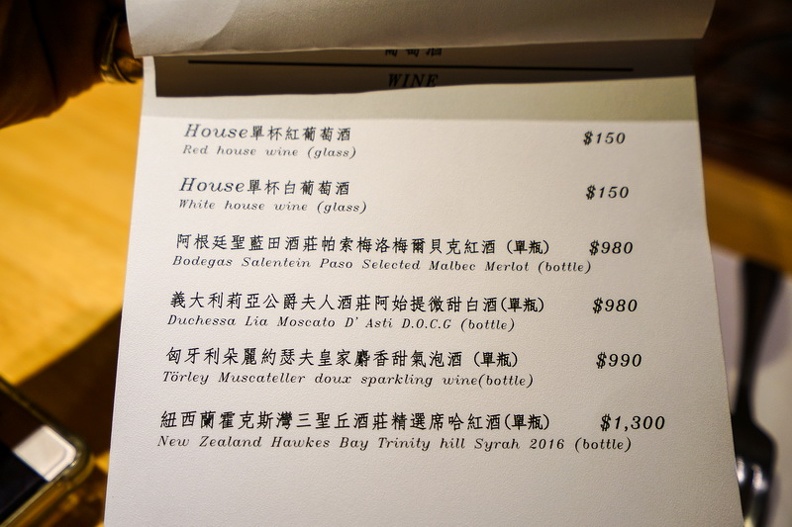 葡萄酒
WINE
House單杯紅葡萄酒 $150
Red house wine (glass)
House單杯白葡萄酒 $150
White house wine (glass)
阿根廷聖藍田酒莊帕索梅洛梅爾貝克紅酒 (單瓶) $980
Bodegas Salentein Paso Selected Malbec Merlot (bottle)
義大利莉亞公爵夫人酒莊阿始提微甜白酒(單瓶) $980
Duchessa Lia Moscato D' Asti D.O.C.G (bottle)
匈牙利朵麗約瑟夫皇家麝香甜氣泡酒 (單瓶) $990
Törley Muscateller doux sparkling wine(bottle)
紐西蘭霍克斯灣三聖丘酒莊精選席哈紅酒(單瓶) $1,300
New Zealand Hawkes Bay Trinity hill Syrah 2016 (bottle)